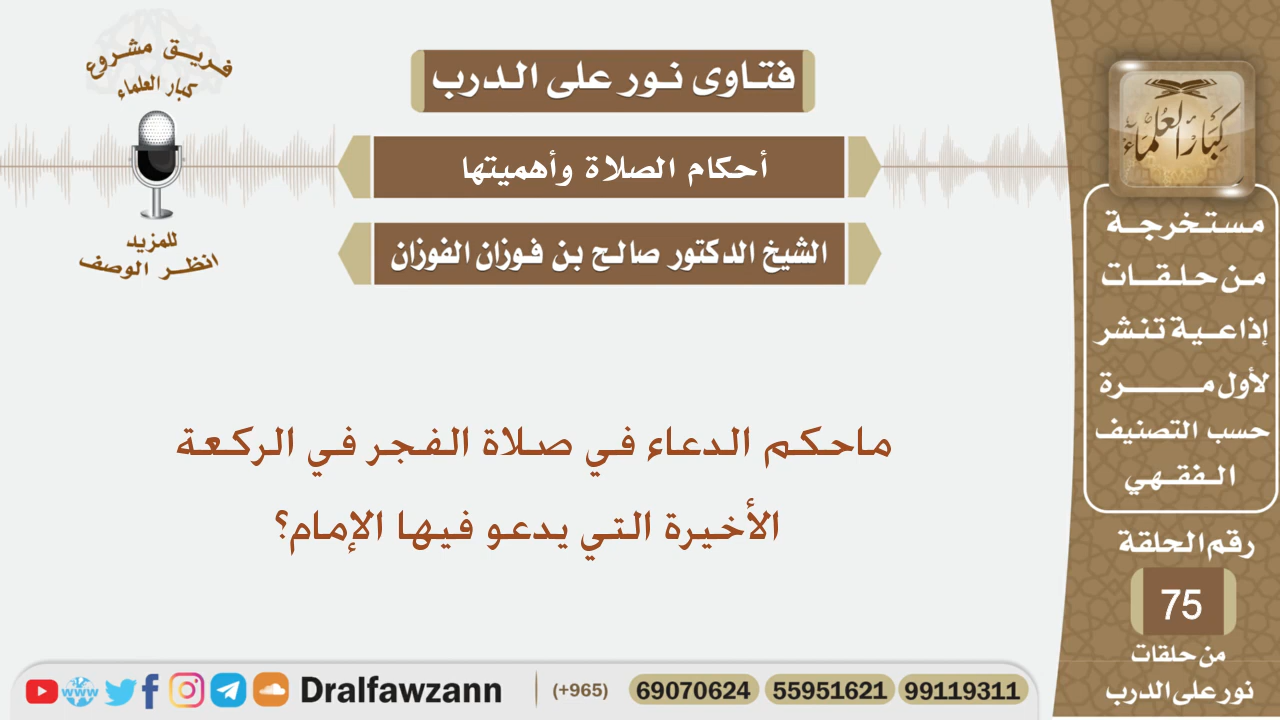 فريق مشروع
كبار العلماء
للمزيد
انظر الوصف
فتاوى نور على الدرب
أحكام الصلاة وأهميتها
الشيخ الدكتور صالح بن فوزان الفوزان
ماحكم الدعاء في صلاة الفجر في الركعة
الأخيرة التي يدعو فيها الإمام؟
كبار العلماء
مستخرجة
من حلقات
إذاعية تنشر
لأول مرة
حسب التصنيف
الفقهي
رقم الحلقة
75
من حلقات
نور على الدرب
www Dralfawzann (+965) 69070624 55951621 99119311